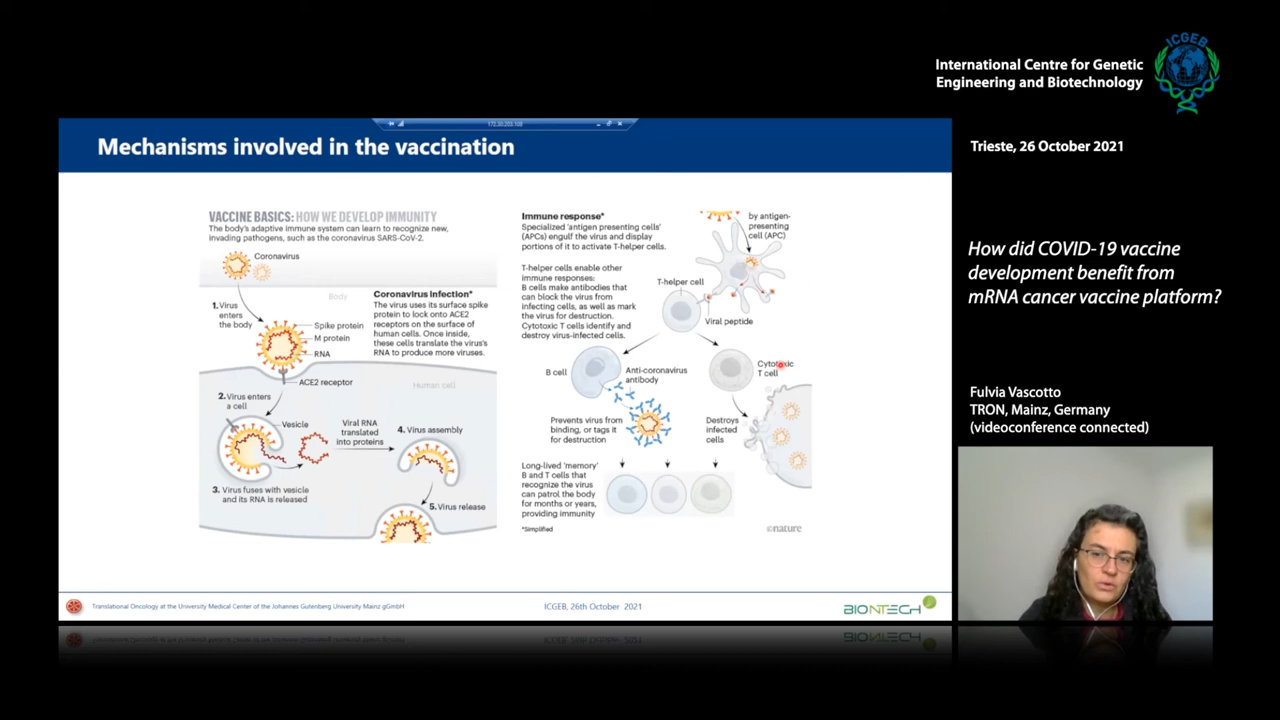 ICGEB
International Centre for Genetic
Engineering and Biotechnology
Trieste, 26 October 2021
How did COVID-19 vaccine
development benefit from
mRNA cancer vaccine platform?
Fulvia Vascotto
TRON, Mainz, Germany
(videoconference connected)
Mechanisms involved in the vaccination
VACCINE BASICS: HOW WE DEVELOP IMMUNITY
The body's adaptive immune system can learn to recognize new,
invading pathogens, such as the coronavirus SARS-CoV-2.
Coronavirus
Body
1. Virus
enters
the body
Coronavirus Infection*
The virus uses its surface spike
protein to lock onto ACE2
receptors on the surface of
human cells. Once inside,
these cells translate the virus's
RNA to produce more viruses.
Spike protein
M protein
RNA
ACE2 receptor
Human cell
2. Virus enters
a cell
Vesicle
Viral RNA
translated
into proteins
4. Virus assembly
3. Virus fuses with vesicle
and its RNA is released
5. Virus release
Immune response*
Specialized 'antigen presenting cells'
(APCs) engulf the virus and display
portions of it to activate T-helper cells.
by antigen-
presenting
cell (APC)
T-helper cells enable other
immune responses:
B cells make antibodies that
can block the virus from
infecting cells, as well as mark
the virus for destruction.
Cytotoxic T cells identify and
destroy virus-infected cells.
T-helper cell
Viral peptide
B cell
Anti-coronavirus
antibody
Cytotoxic
T cell
Prevents virus from
binding, or tags it
for destruction
Destroys
infected
cells
Long-lived 'memory'
B and T cells that
recognize the virus
can patrol the body
for months or years,
providing immunity
*Simplified
©nature
Translational Oncology at the University Medical Center of the Johannes Gutenberg University Mainz gGmbH
ICGEB, 26th October 2021
BIONTECH